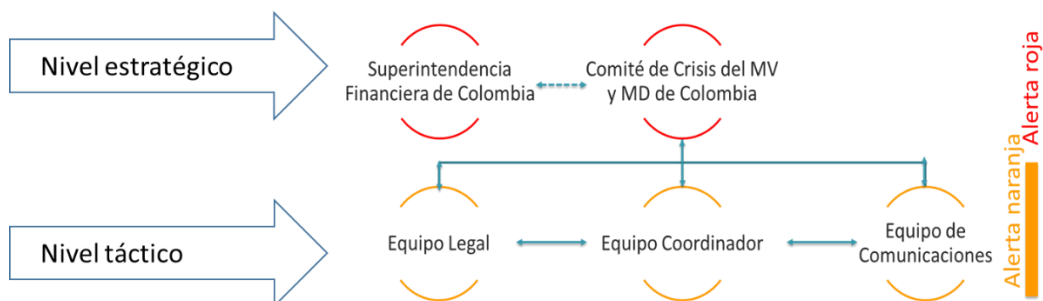 Nivel estratégico
Superintendencia
Financiera de Colombia
Comité de Crisis del MV
y MD de Colombia
Alerta roja
Nivel táctico
Equipo Legal
Equipo Coordinador
Equipo de
Comunicaciones
Alerta naranja